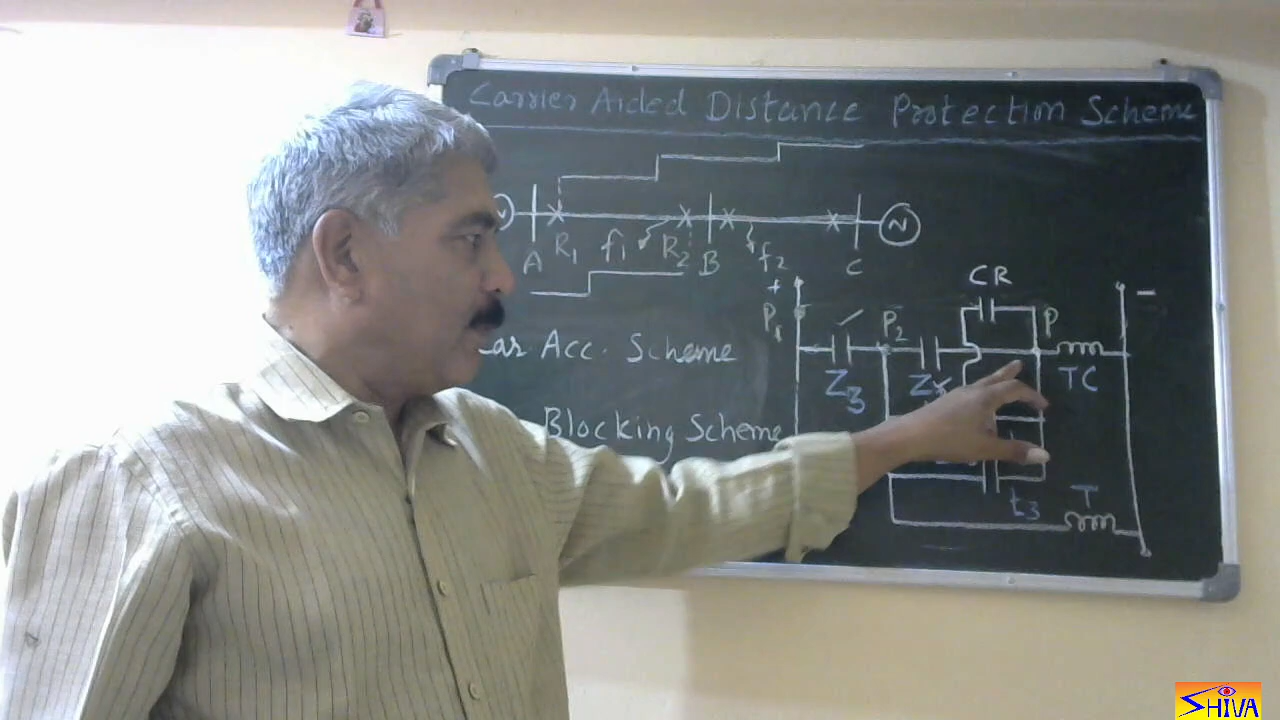 Carrier Aided Distance Protection Scheme
N
N
A R1 f1 R2 B f2 C
+
CR
-
P1 P2 P
Acc. Scheme
Z3 TC
Blocking Scheme
t3 T
SHIVA